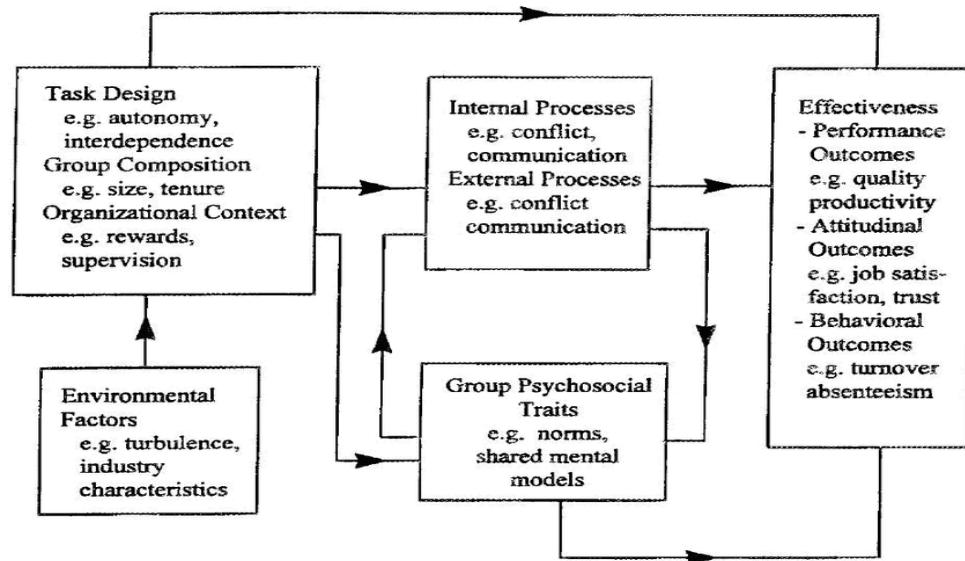 Task Design
e.g. autonomy,
interdependence
Group Composition
e.g. size, tenure
Organizational Context
e.g. rewards,
supervision
Environmental
Factors
e.g. turbulence,
industry
characteristics
Internal Processes
e.g. conflict,
communication
External Processes
e.g. conflict
communication
Group Psychosocial
Traits
e.g. norms,
shared mental
models
Effectiveness
- Performance
Outcomes
e.g. quality
productivity
- Attitudinal
Outcomes
e.g. job satis-
faction, trust
- Behavioral
Outcomes
e.g. turnover
absenteeism